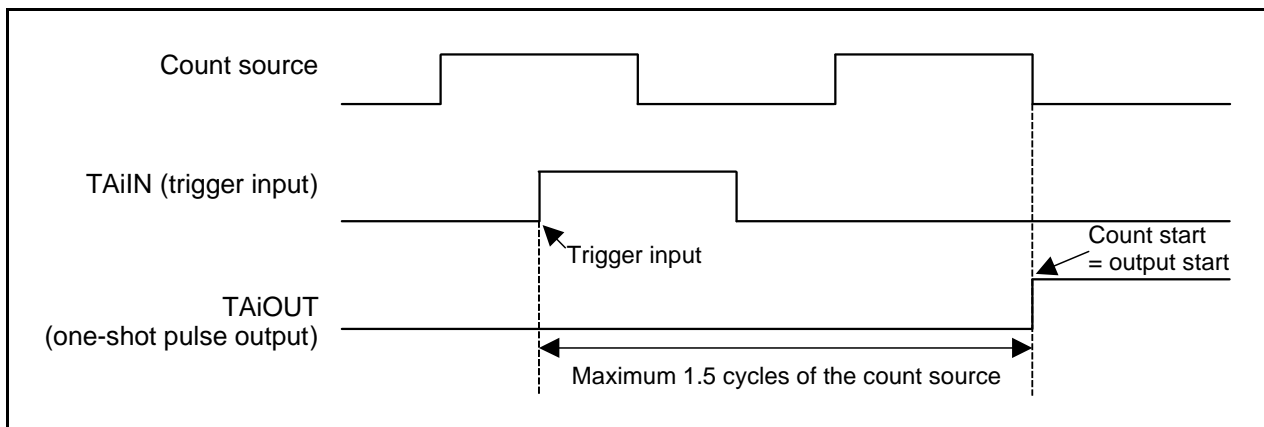 Count source
TAiIN (trigger input)
Trigger input
Count start
= output start
TAiOUT
(one-shot pulse output)
Maximum 1.5 cycles of the count source